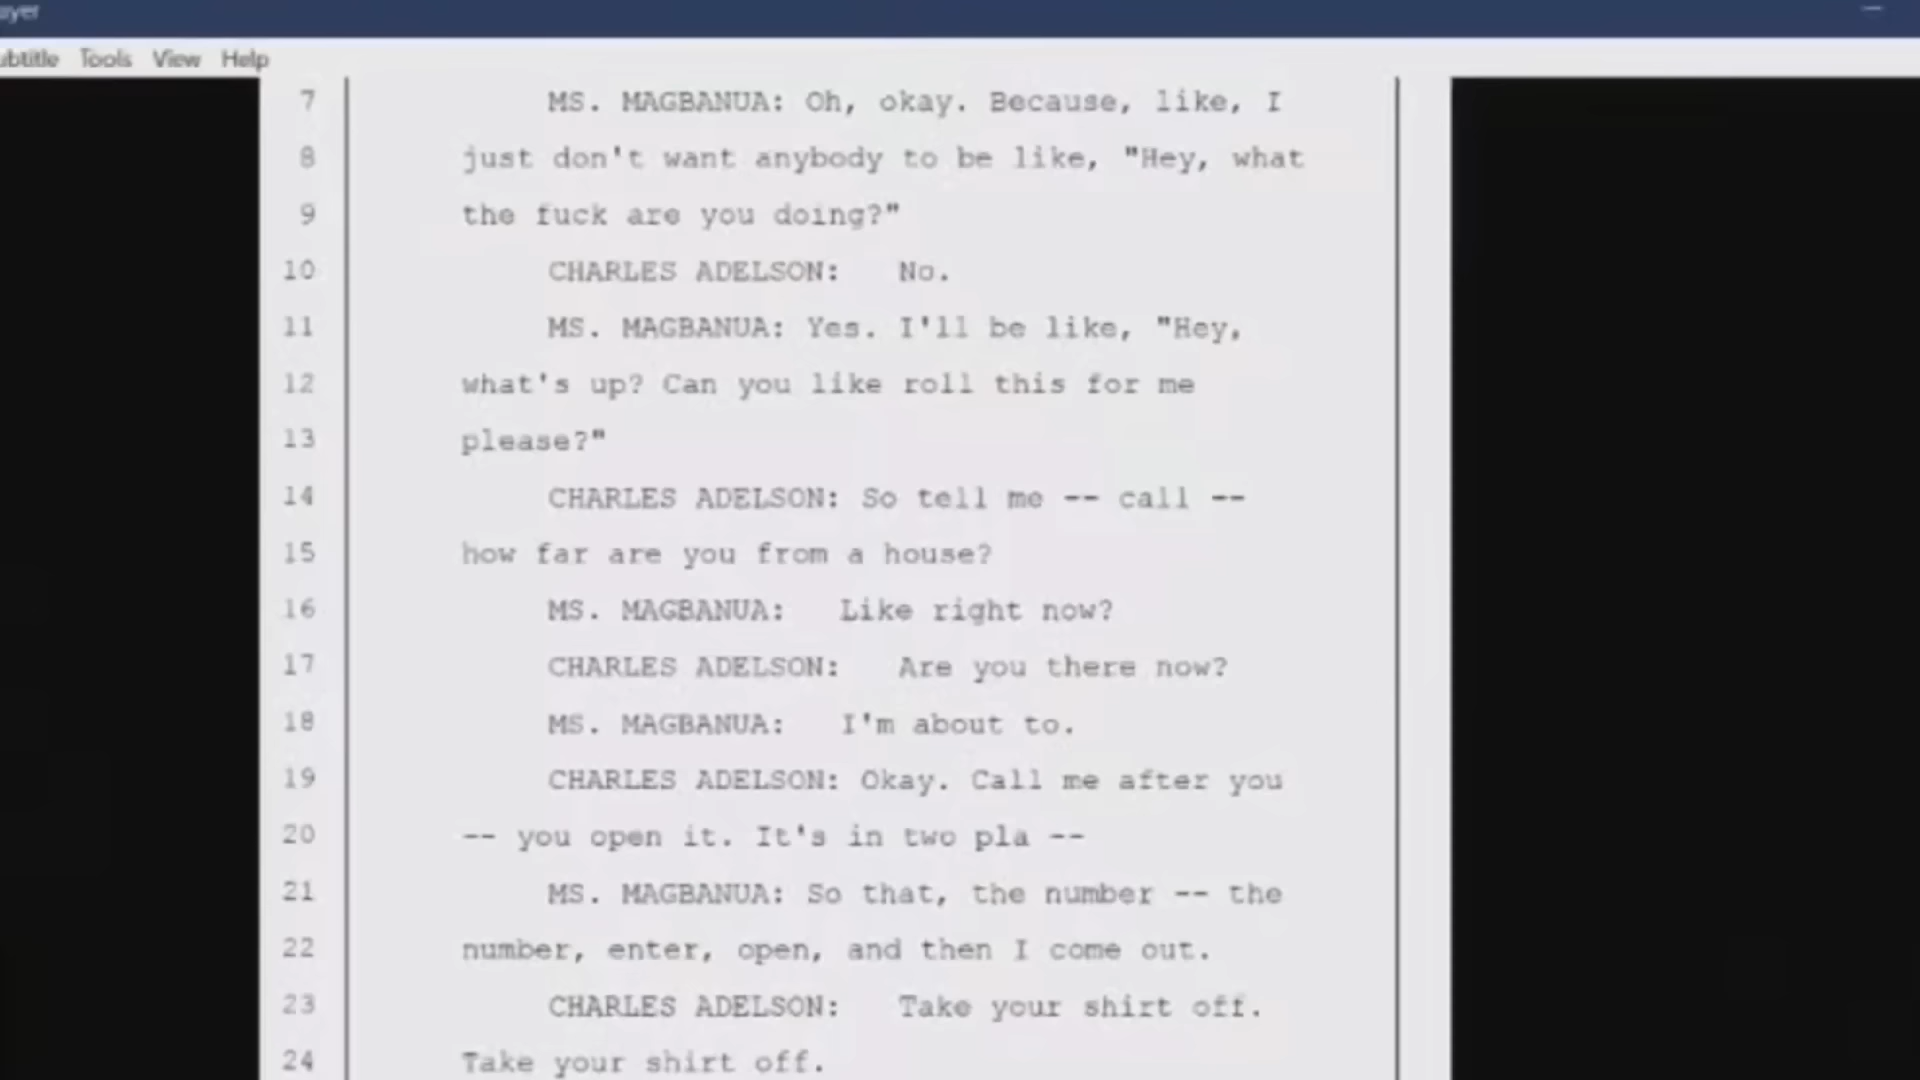 ayer
ubtitle Tools View Help
7 MS. MAGBANUA: Oh, okay. Because, like, I
8 just don't want anybody to be like, "Hey, what
9 the fuck are you doing?"
10 CHARLES ADELSON: No.
11 MS. MAGBANUA: Yes. I'll be like, "Hey,
12 what's up? Can you like roll this for me
13 please?"
14 CHARLES ADELSON: So tell me -- call --
15 how far are you from a house?
16 MS. MAGBANUA: Like right now?
17 CHARLES ADELSON: Are you there now?
18 MS. MAGBANUA: I'm about to.
19 CHARLES ADELSON: Okay. Call me after you
20 -- you open it. It's in two pla --
21 MS. MAGBANUA: So that, the number -- the
22 number, enter, open, and then I come out.
23 CHARLES ADELSON: Take your shirt off.
24 Take your shirt off.